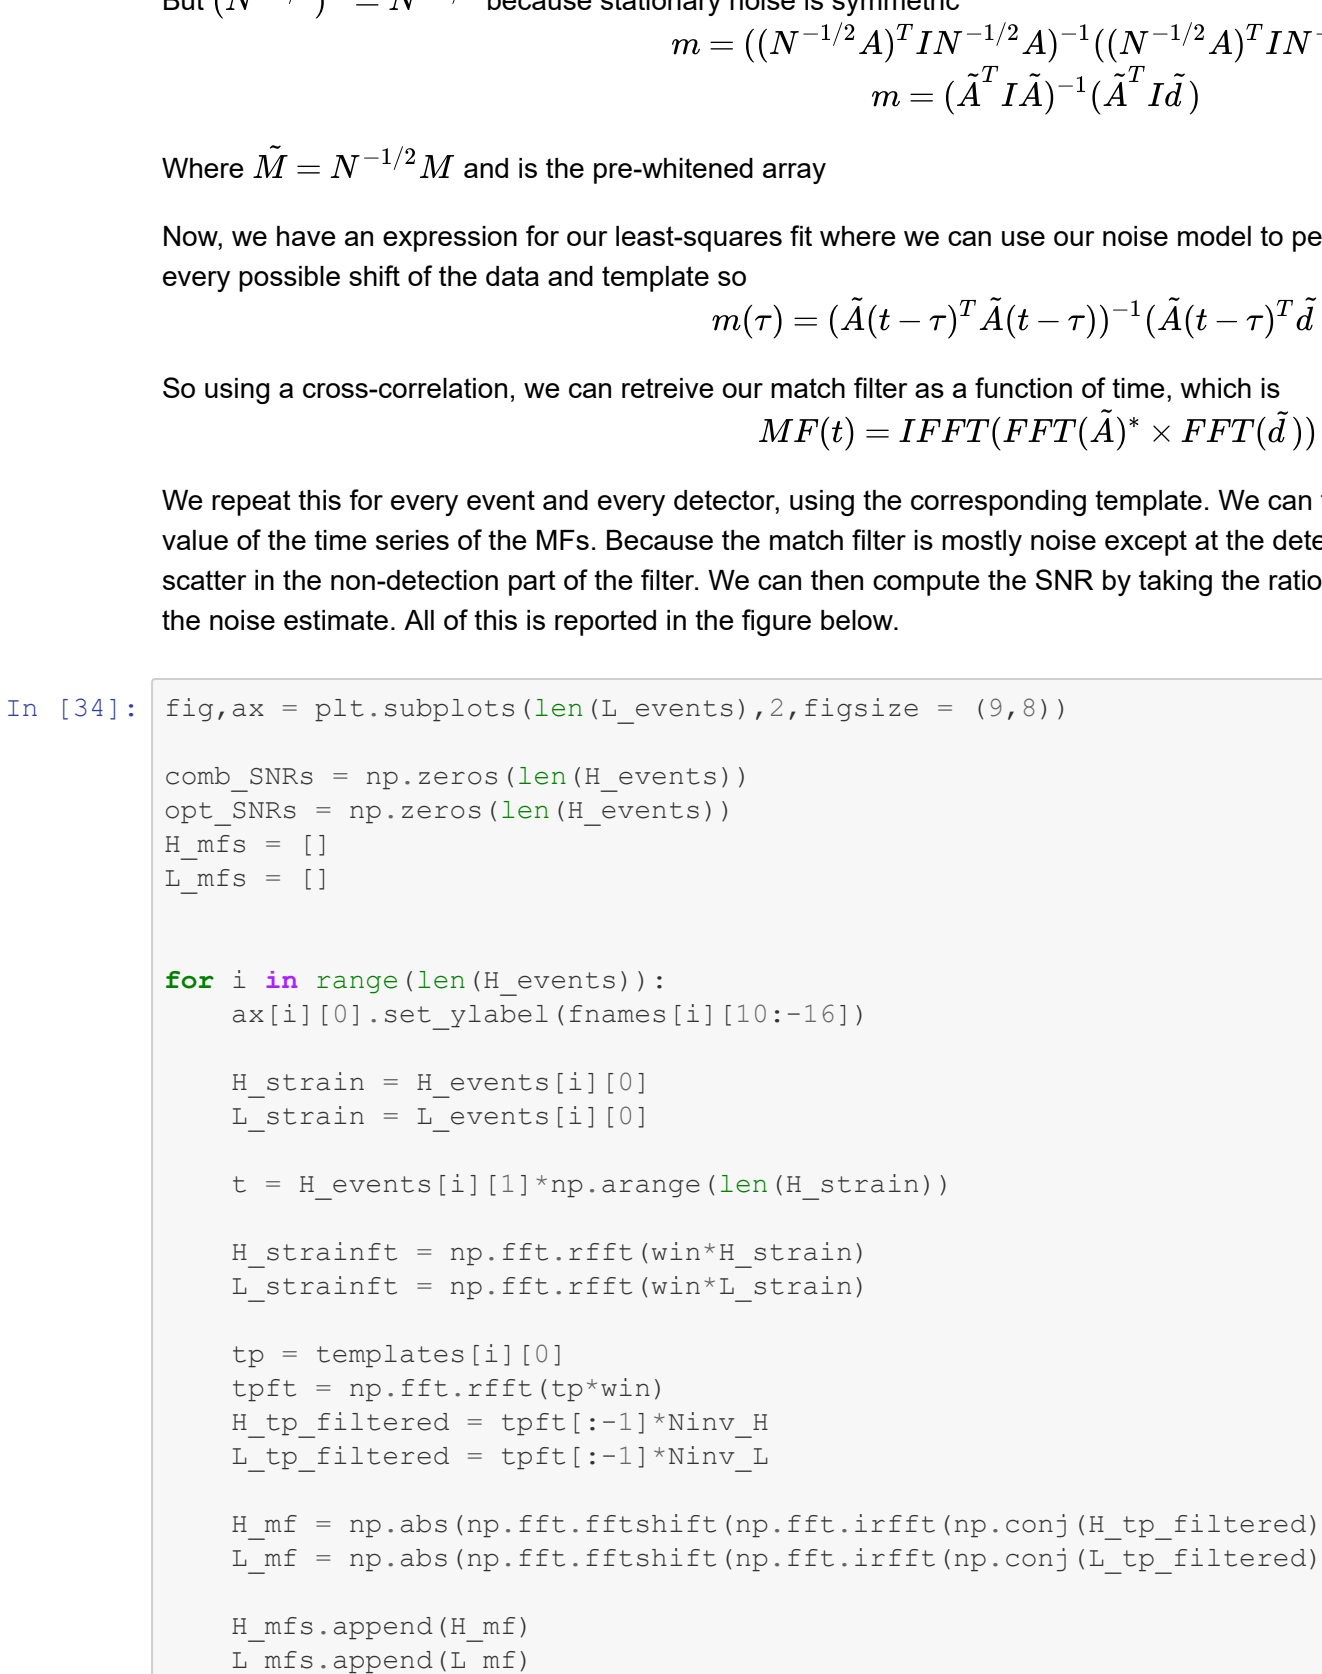 But (N = N because stationary noise is symmetric
m = ((N^{-1/2}A)^T IN^{-1/2}A)^{-1}((N^{-1/2}A)^T IN
m = (Ã^T IÃ)^{-1}(Ã^T Id̃)
Where M̃ = N^{-1/2}M and is the pre-whitened array
Now, we have an expression for our least-squares fit where we can use our noise model to pe
every possible shift of the data and template so
m(τ) = (Ã(t − τ)^T Ã(t − τ))^{-1}(Ã(t − τ)^T d̃
So using a cross-correlation, we can retreive our match filter as a function of time, which is
MF(t) = IFFT(FFT(Ã)^* × FFT(d̃))
We repeat this for every event and every detector, using the corresponding template. We can
value of the time series of the MFs. Because the match filter is mostly noise except at the dete
scatter in the non-detection part of the filter. We can then compute the SNR by taking the ratio
the noise estimate. All of this is reported in the figure below.
In [34]: fig,ax = plt.subplots(len(L_events),2,figsize = (9,8))
comb_SNRs = np.zeros(len(H_events))
opt_SNRs = np.zeros(len(H_events))
H_mfs = []
L_mfs = []
for i in range(len(H_events)):
ax[i][0].set_ylabel(fnames[i][10:-16])
H_strain = H_events[i][0]
L_strain = L_events[i][0]
t = H_events[i][1]*np.arange(len(H_strain))
H_strainft = np.fft.rfft(win*H_strain)
L_strainft = np.fft.rfft(win*L_strain)
tp = templates[i][0]
tpft = np.fft.rfft(tp*win)
H_tp_filtered = tpft[:-1]*Ninv_H
L_tp_filtered = tpft[:-1]*Ninv_L
H_mf = np.abs(np.fft.fftshift(np.fft.irfft(np.conj(H_tp_filtered)
L_mf = np.abs(np.fft.fftshift(np.fft.irfft(np.conj(L_tp_filtered)
H_mfs.append(H_mf)
L_mfs.append(L_mf)